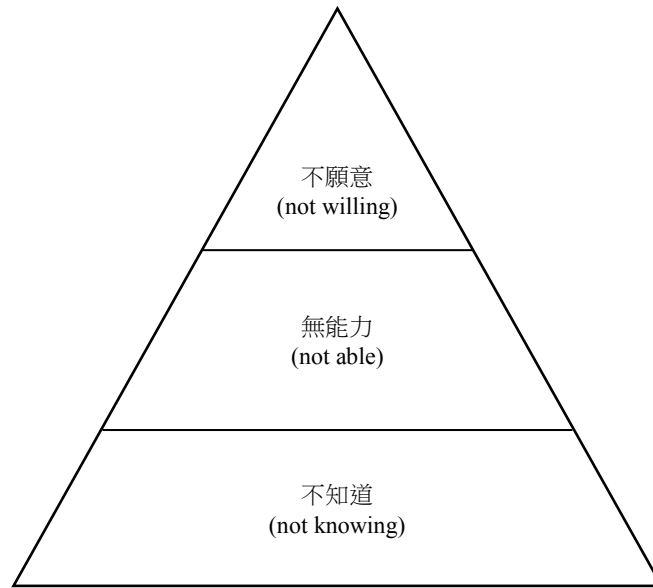 不願意
(not willing)
無能力
(not able)
不知道
(not knowing)